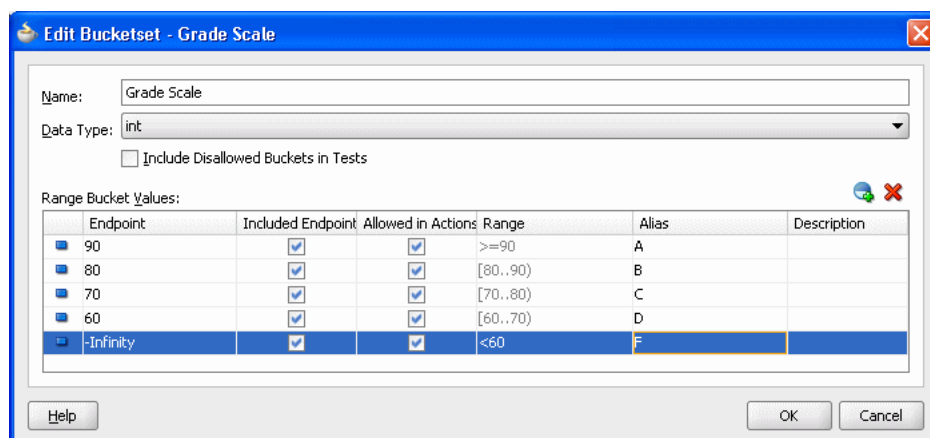 Edit Bucketset - Grade Scale
Name: Grade Scale
Data Type: int
Include Disallowed Buckets in Tests
Range Bucket Values:
Endpoint Included Endpoint Allowed in Actions Range Alias Description
90 >=90 A
80 [80..90) B
70 [70..80) C
60 [60..70) D
-Infinity <60 F
Help OK Cancel